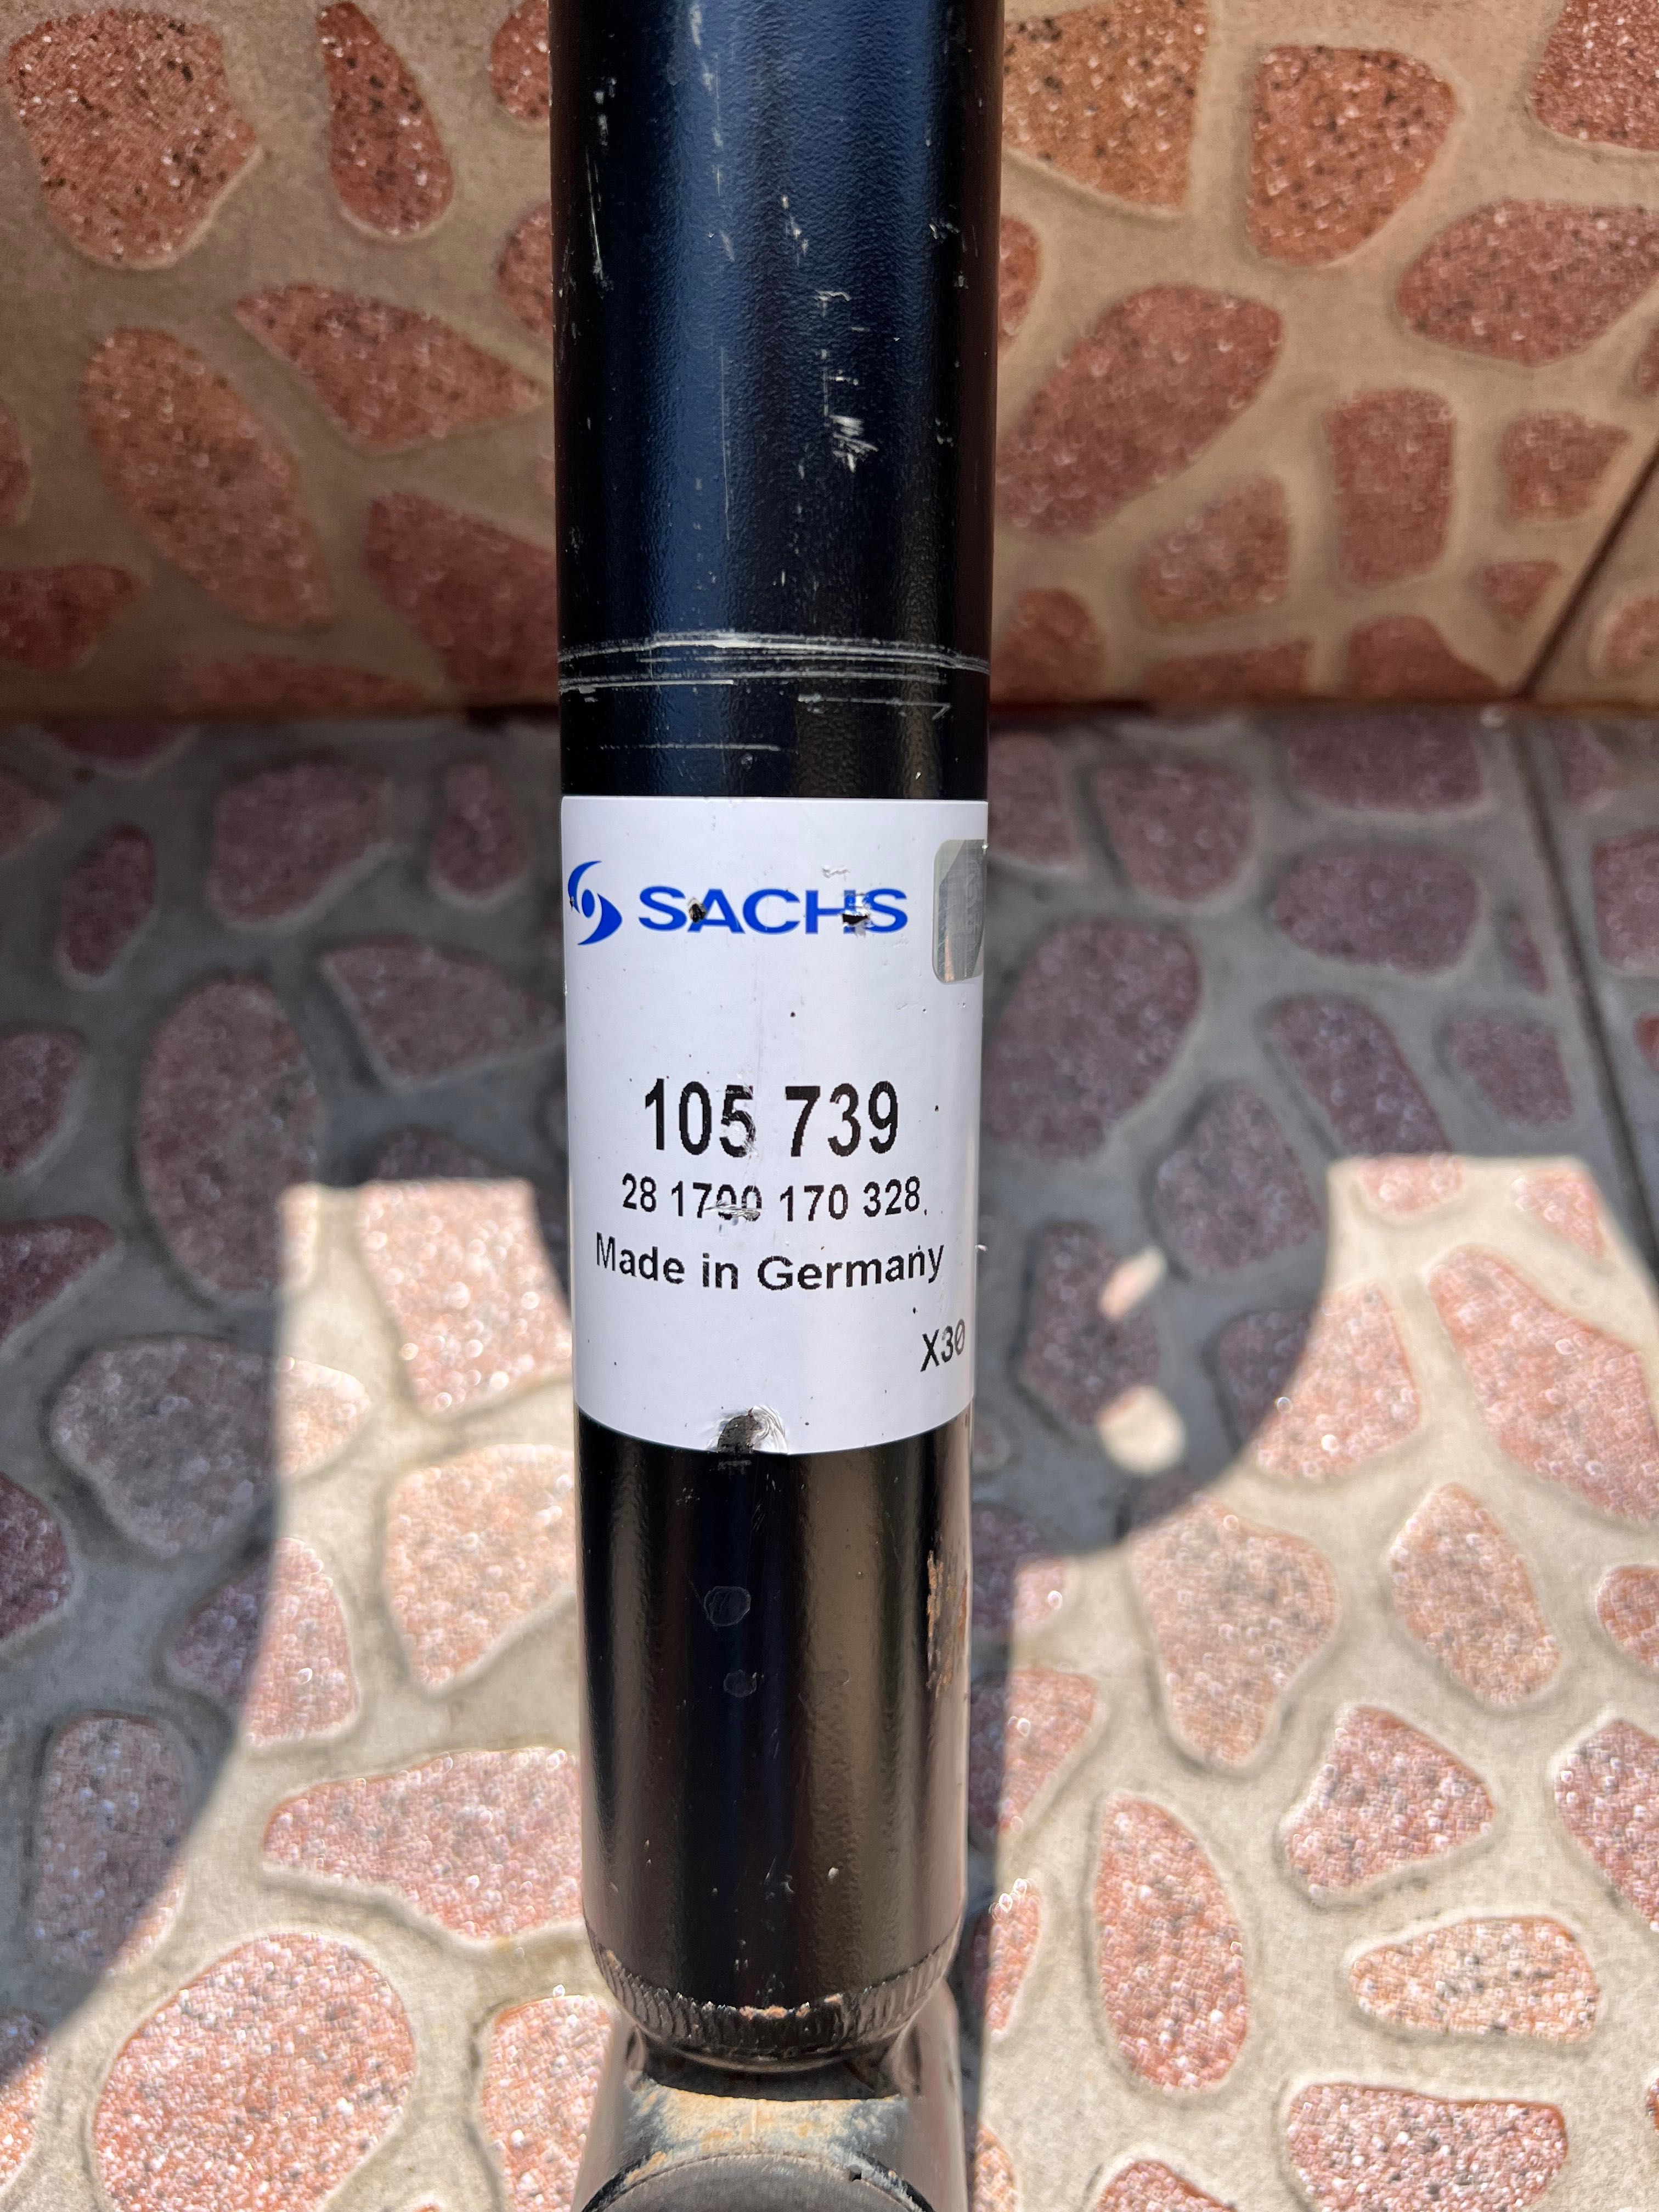 SACHS
105 739
28 1700 170 328
Made in Germany
X30